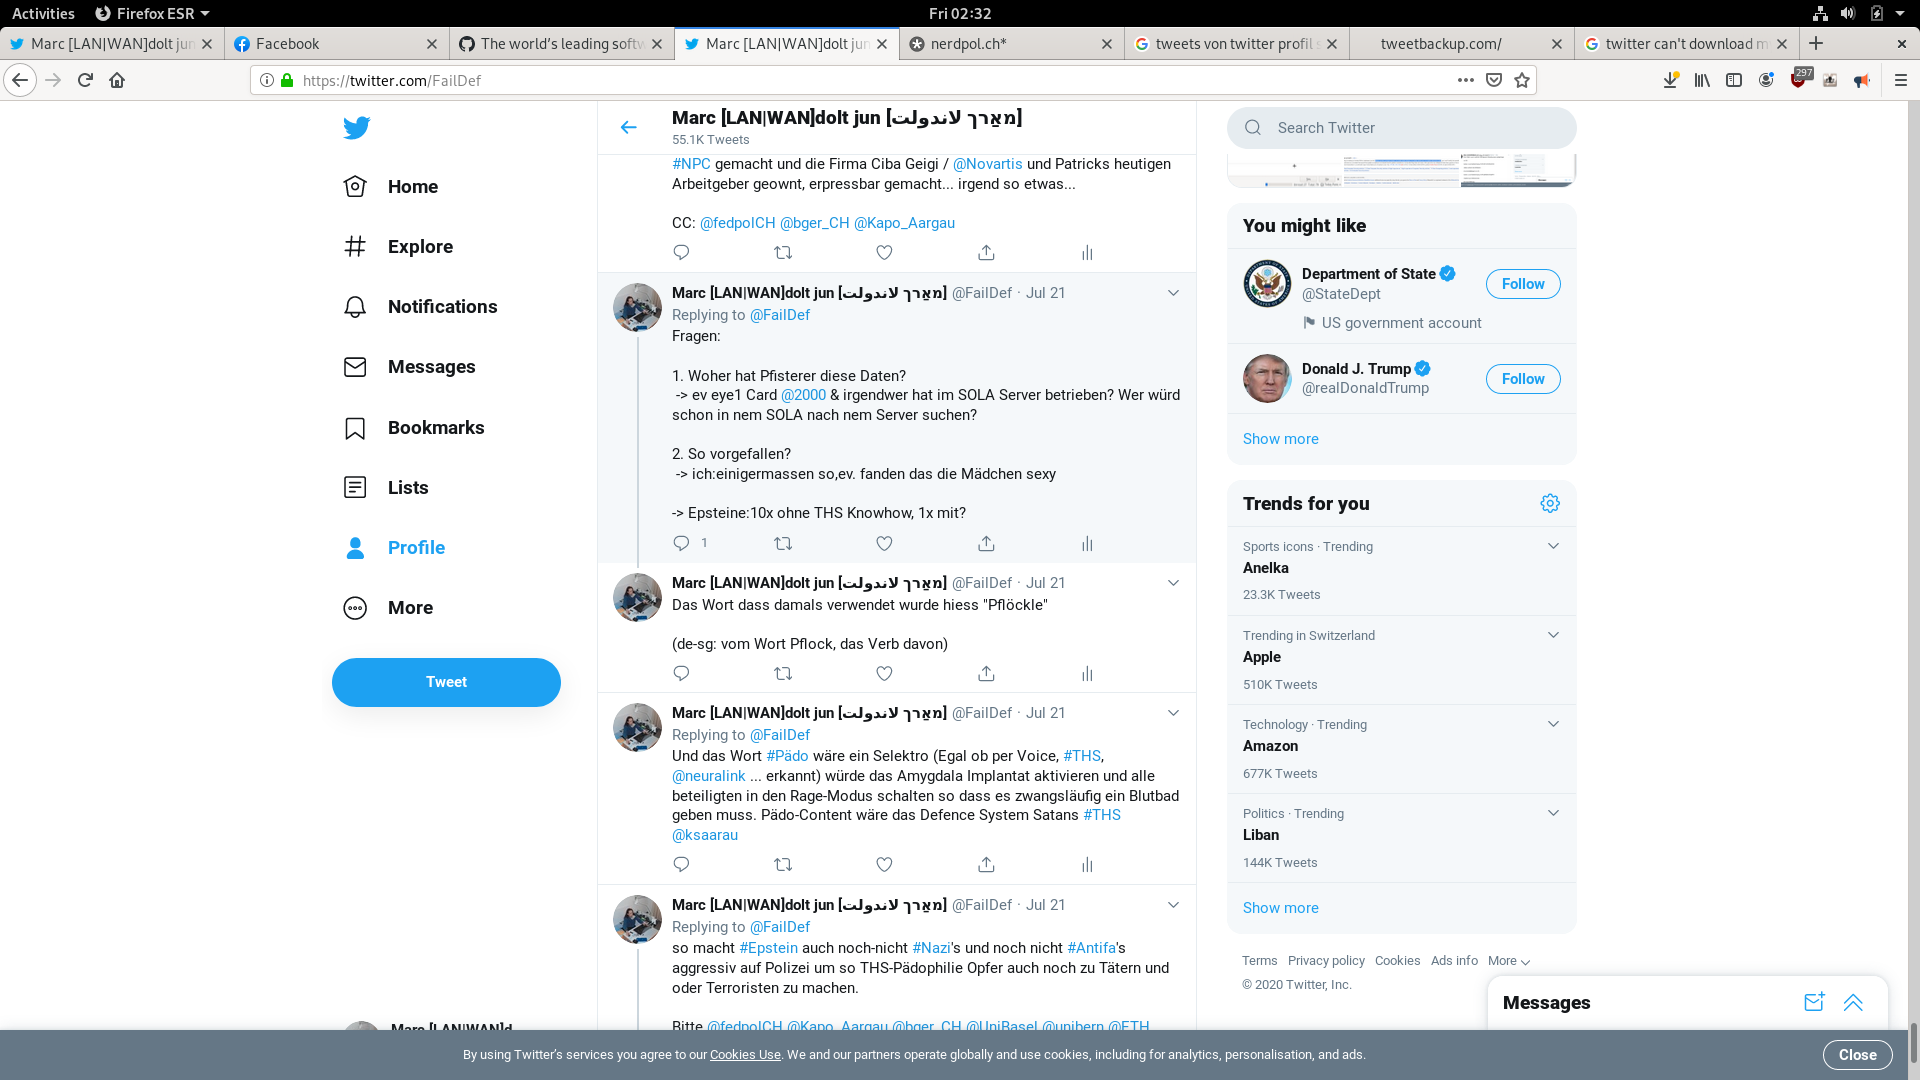 Activities
Firefox ESR
Fri 02:32
Marc [LAN|WAN]dolt jun
Facebook
The world's leading softw
Marc [LAN|WAN]dolt jun
nerdpol.ch*
tweets von twitter profil s
tweetbackup.com/
twitter can't download m
https://twitter.com/FailDef
297
Home
Explore
Notifications
Messages
Bookmarks
Lists
Profile
More
Tweet
Marc [LAN|WAN]d
Marc [LAN|WAN]dolt jun [מאַרך לאנדולת]
55.1K Tweets
#NPC gemacht und die Firma Ciba Geigi / @Novartis und Patricks heutigen
Arbeitgeber geownt, erpressbar gemacht... irgend so etwas...
CC: @fedpolCH @bger_CH @Kapo_Aargau
Marc [LAN|WAN]dolt jun [מאַרך לאנדולת] @FailDef · Jul 21
Replying to @FailDef
Fragen:
1. Woher hat Pfisterer diese Daten?
-> ev eye1 Card @2000 & irgendwer hat im SOLA Server betrieben? Wer würd
schon in nem SOLA nach nem Server suchen?
2. So vorgefallen?
-> ich:einigermassen so,ev. fanden das die Mädchen sexy
-> Epsteine:10x ohne THS Knowhow, 1x mit?
1
Marc [LAN|WAN]dolt jun [מאַרך לאנדולת] @FailDef · Jul 21
Das Wort dass damals verwendet wurde hiess "Pflöckle"
(de-sg: vom Wort Pflock, das Verb davon)
Marc [LAN|WAN]dolt jun [מאַרך לאנדולת] @FailDef · Jul 21
Replying to @FailDef
Und das Wort #Pädo wäre ein Selektro (Egal ob per Voice, #THS,
@neuralink ... erkannt) würde das Amygdala Implantat aktivieren und alle
beteiligten in den Rage-Modus schalten so dass es zwangsläufig ein Blutbad
geben muss. Pädo-Content wäre das Defence System Satans #THS
@ksaarau
Marc [LAN|WAN]dolt jun [מאַרך לאנדולת] @FailDef · Jul 21
Replying to @FailDef
so macht #Epstein auch noch-nicht #Nazi's und noch nicht #Antifa's
aggressiv auf Polizei um so THS-Pädophilie Opfer auch noch zu Tätern und
oder Terroristen zu machen.
Bitte @fedpolCH @Kapo_Aargau @bger_CH @UniBasel @unibern @ETH
Search Twitter
You might like
Department of State
@StateDept
US government account
Follow
Donald J. Trump
@realDonaldTrump
Follow
Show more
Trends for you
Sports icons · Trending
Anelka
23.3K Tweets
Trending in Switzerland
Apple
510K Tweets
Technology · Trending
Amazon
677K Tweets
Politics · Trending
Liban
144K Tweets
Show more
Terms Privacy policy Cookies Ads info More
© 2020 Twitter, Inc.
Messages
By using Twitter's services you agree to our Cookies Use. We and our partners operate globally and use cookies, including for analytics, personalisation, and ads.
Close